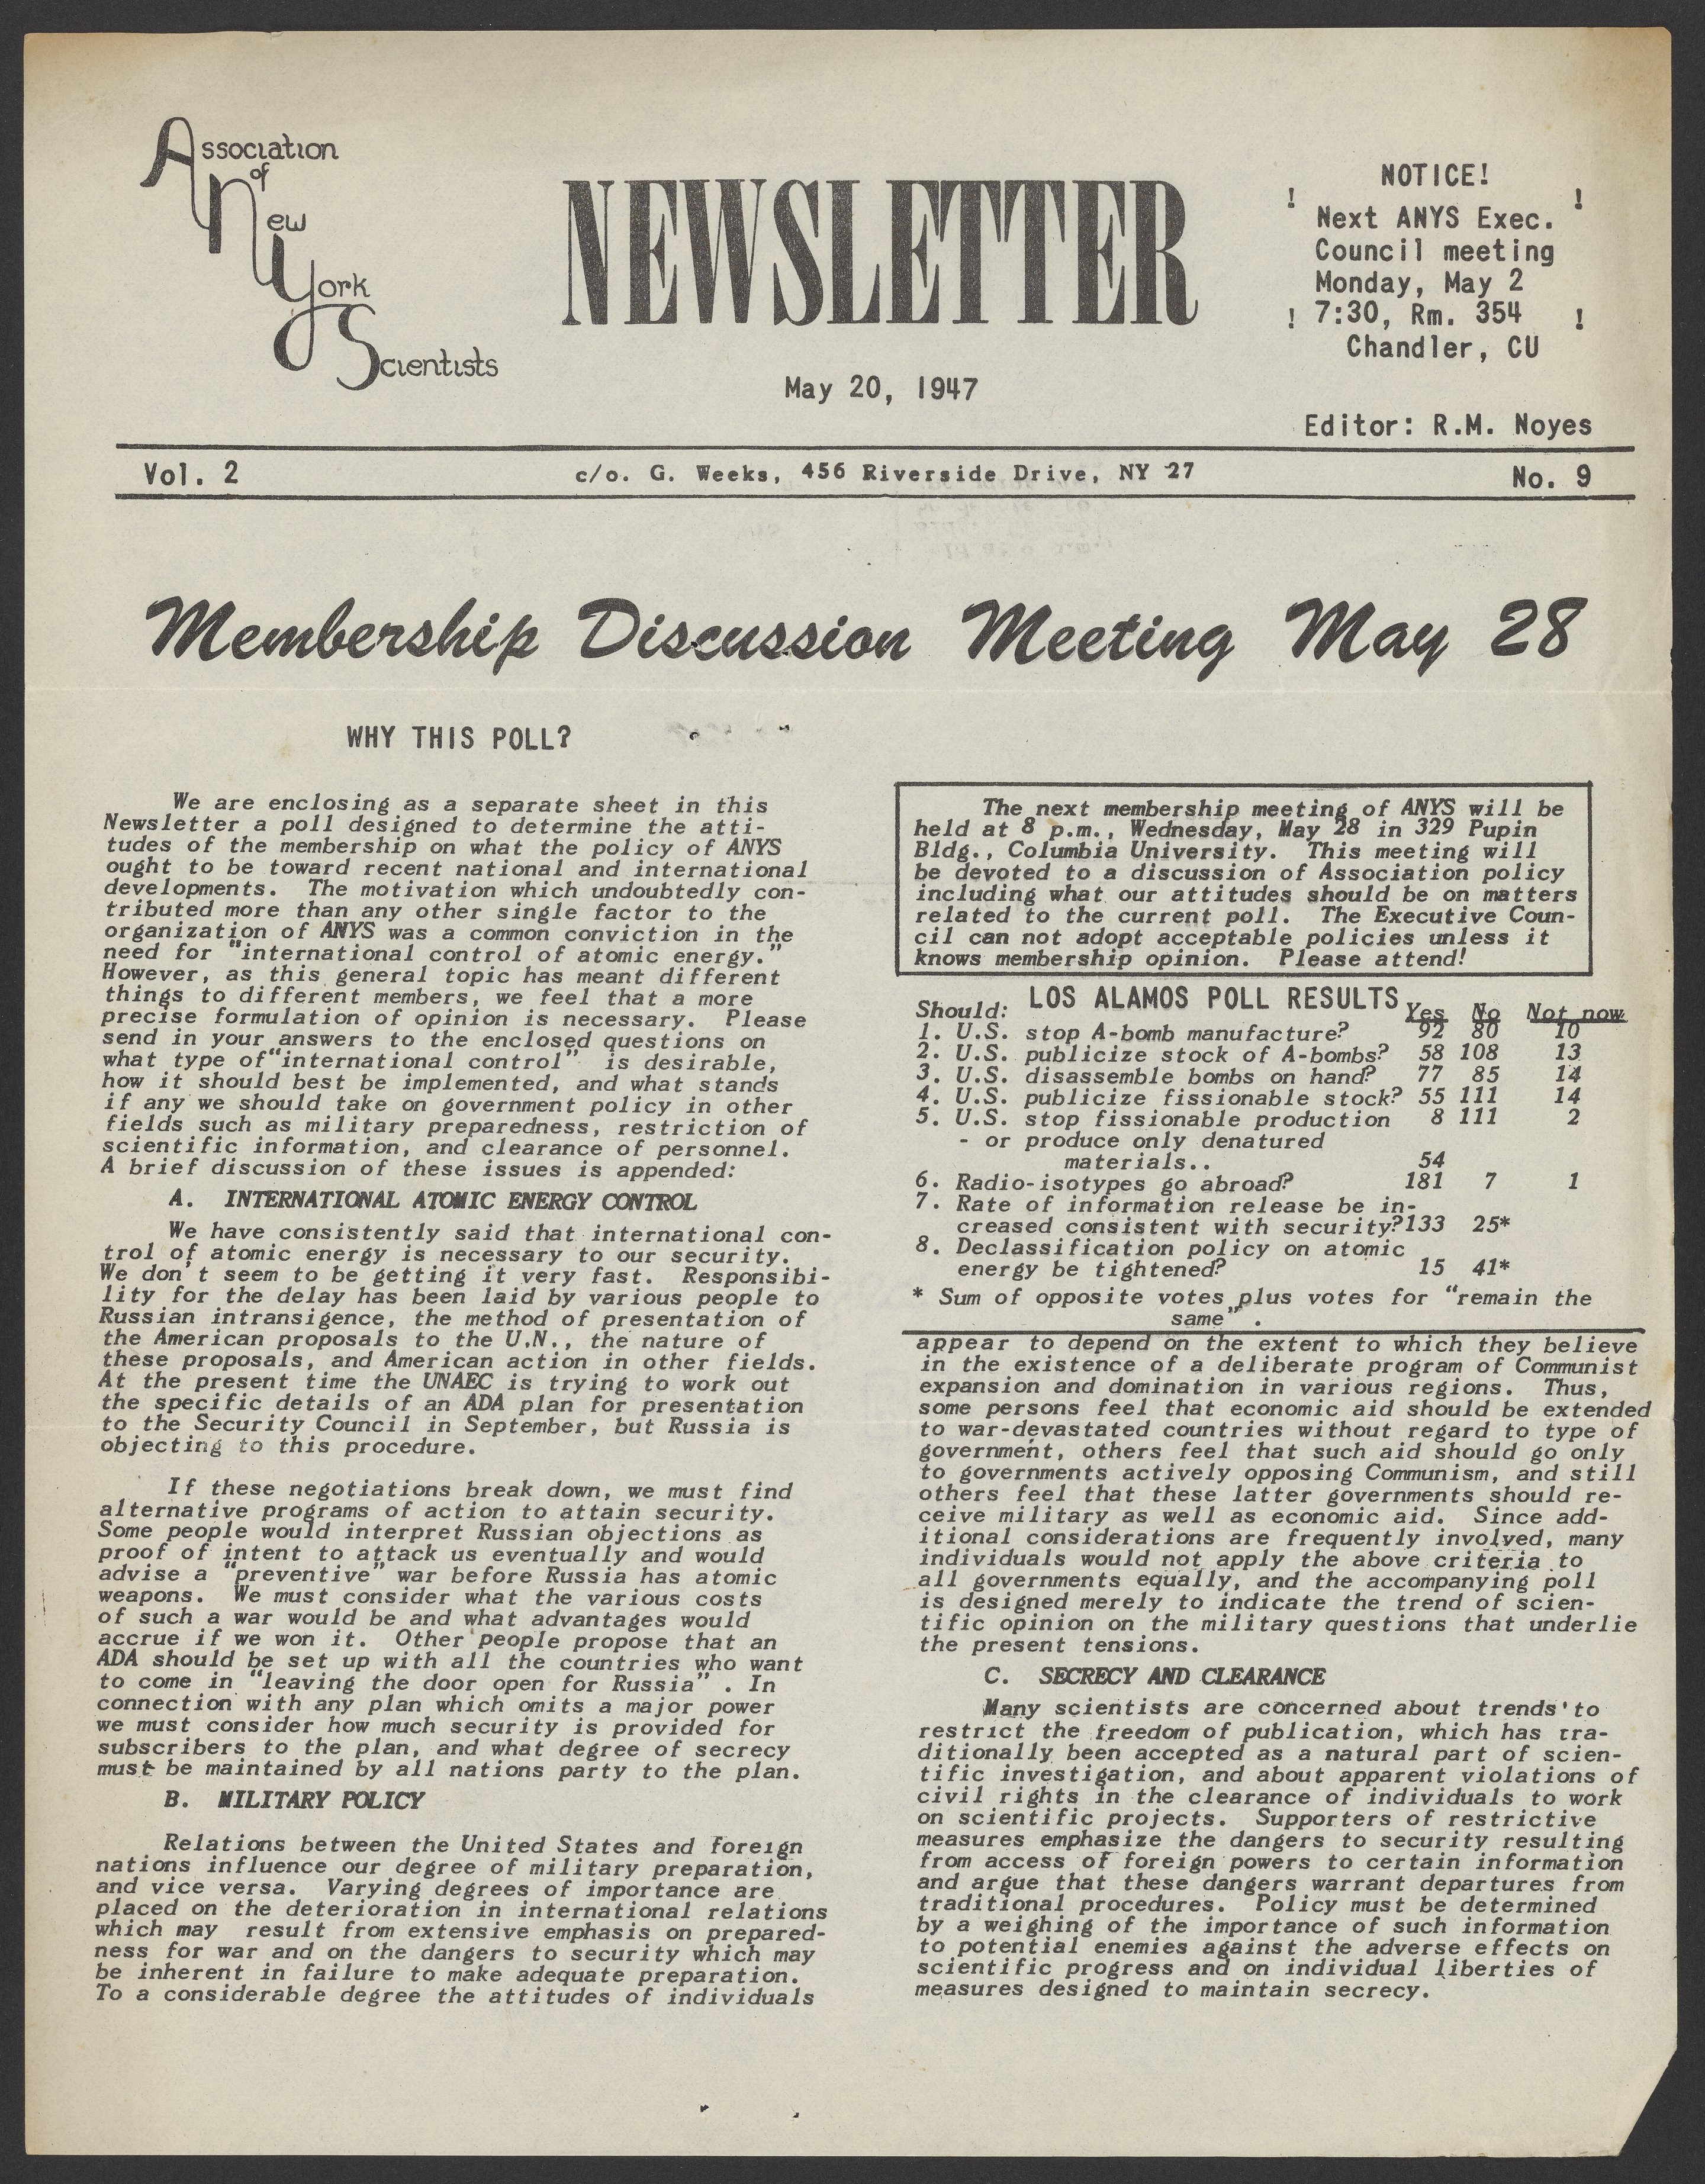 Association
of
New
York
Scientists
NEWSLETTER
May 20, 1947
NOTICE!
! !
Next ANYS Exec.
Council meeting
Monday, May 2
! 7:30, Rm. 354 !
Chandler, CU
Editor: R.M. Noyes
Vol. 2 c/o. G. Weeks, 456 Riverside Drive, NY 27 No. 9
Membership Discussion Meeting May 28
WHY THIS POLL?
We are enclosing as a separate sheet in this
Newsletter a poll designed to determine the atti-
tudes of the membership on what the policy of ANYS
ought to be toward recent national and international
developments. The motivation which undoubtedly con-
tributed more than any other single factor to the
organization of ANYS was a common conviction in the
need for "international control of atomic energy."
However, as this general topic has meant different
things to different members, we feel that a more
precise formulation of opinion is necessary. Please
send in your answers to the enclosed questions on
what type of "international control" is desirable,
how it should best be implemented, and what stands
if any we should take on government policy in other
fields such as military preparedness, restriction of
scientific information, and clearance of personnel.
A brief discussion of these issues is appended:
A. INTERNATIONAL ATOMIC ENERGY CONTROL
We have consistently said that international con-
trol of atomic energy is necessary to our security.
We don't seem to be getting it very fast. Responsibi-
lity for the delay has been laid by various people to
Russian intransigence, the method of presentation of
the American proposals to the U.N., the nature of
these proposals, and American action in other fields.
At the present time the UNAEC is trying to work out
the specific details of an ADA plan for presentation
to the Security Council in September, but Russia is
objecting to this procedure.
If these negotiations break down, we must find
alternative programs of action to attain security.
Some people would interpret Russian objections as
proof of intent to attack us eventually and would
advise a "preventive" war before Russia has atomic
weapons. We must consider what the various costs
of such a war would be and what advantages would
accrue if we won it. Other people propose that an
ADA should be set up with all the countries who want
to come in "leaving the door open for Russia" . In
connection with any plan which omits a major power
we must consider how much security is provided for
subscribers to the plan, and what degree of secrecy
must be maintained by all nations party to the plan.
B. MILITARY POLICY
Relations between the United States and foreign
nations influence our degree of military preparation,
and vice versa. Varying degrees of importance are
placed on the deterioration in international relations
which may result from extensive emphasis on prepared-
ness for war and on the dangers to security which may
be inherent in failure to make adequate preparation.
To a considerable degree the attitudes of individuals
The next membership meeting of ANYS will be
held at 8 p.m., Wednesday, May 28 in 329 Pupin
Bldg., Columbia University. This meeting will
be devoted to a discussion of Association policy
including what our attitudes should be on matters
related to the current poll. The Executive Coun-
cil can not adopt acceptable policies unless it
knows membership opinion. Please attend!
LOS ALAMOS POLL RESULTS
Should: Yes No Not now
1. U.S. stop A-bomb manufacture? 92 80 10
2. U.S. publicize stock of A-bombs? 58 108 13
3. U.S. disassemble bombs on hand? 77 85 14
4. U.S. publicize fissionable stock? 55 111 14
5. U.S. stop fissionable production 8 111 2
- or produce only denatured
materials.. 54
6. Radio-isotypes go abroad? 181 7 1
7. Rate of information release be in-
creased consistent with security? 133 25*
8. Declassification policy on atomic
energy be tightened? 15 41*
* Sum of opposite votes plus votes for "remain the
same" .
appear to depend on the extent to which they believe
in the existence of a deliberate program of Communist
expansion and domination in various regions. Thus,
some persons feel that economic aid should be extended
to war-devastated countries without regard to type of
government, others feel that such aid should go only
to governments actively opposing Communism, and still
others feel that these latter governments should re-
ceive military as well as economic aid. Since add-
itional considerations are frequently involved, many
individuals would not apply the above criteria to
all governments equally, and the accompanying poll
is designed merely to indicate the trend of scien-
tific opinion on the military questions that underlie
the present tensions.
C. SECRECY AND CLEARANCE
Many scientists are concerned about trends to
restrict the freedom of publication, which has tra-
ditionally been accepted as a natural part of scien-
tific investigation, and about apparent violations of
civil rights in the clearance of individuals to work
on scientific projects. Supporters of restrictive
measures emphasize the dangers to security resulting
from access of foreign powers to certain information
and argue that these dangers warrant departures from
traditional procedures. Policy must be determined
by a weighing of the importance of such information
to potential enemies against the adverse effects on
scientific progress and on individual liberties of
measures designed to maintain secrecy.